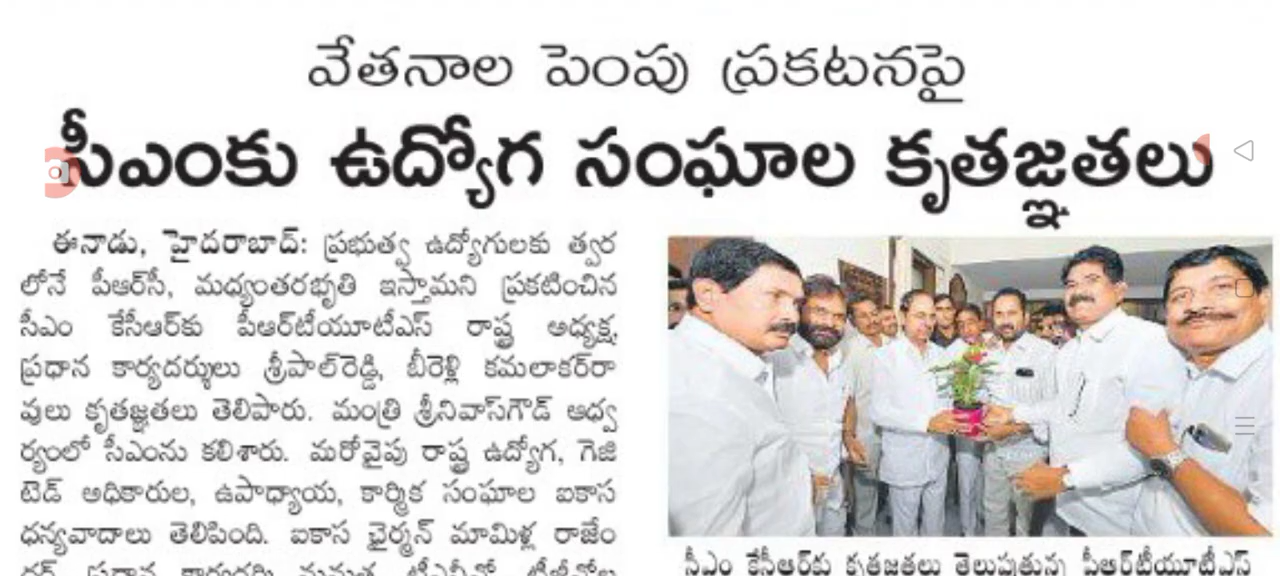 వేతనాల పెంపు ప్రకటనపై
సీఎంకు ఉద్యోగ సంఘాల కృతజ్ఞతలు
ఈనాడు, హైదరాబాద్: ప్రభుత్వ ఉద్యోగులకు త్వర
లోనే పీఆర్‌సీ, మధ్యంతరభృతి ఇస్తామని ప్రకటించిన
సీఎం కేసీఆర్‌కు పీఆర్‌టీయూటీఎస్ రాష్ట్ర అధ్యక్ష,
ప్రధాన కార్యదర్శులు శ్రీపాల్‌రెడ్డి, బీరెళ్లి కమలాకర్‌రా
వులు కృతజ్ఞతలు తెలిపారు. మంత్రి శ్రీనివాస్‌గౌడ్ ఆధ్వ
ర్యంలో సీఎంను కలిశారు. మరోవైపు రాష్ట్ర ఉద్యోగ, గెజి
టెడ్ అధికారుల, ఉపాధ్యాయ, కార్మిక సంఘాల ఐకాస
ధన్యవాదాలు తెలిపింది. ఐకాస ఛైర్మన్ మామిళ్ల రాజేం
సీఎం కేసీఆర్‌కు కృతజ్ఞతలు తెలుపుతున్న పీఆర్‌టీయూటీఎస్